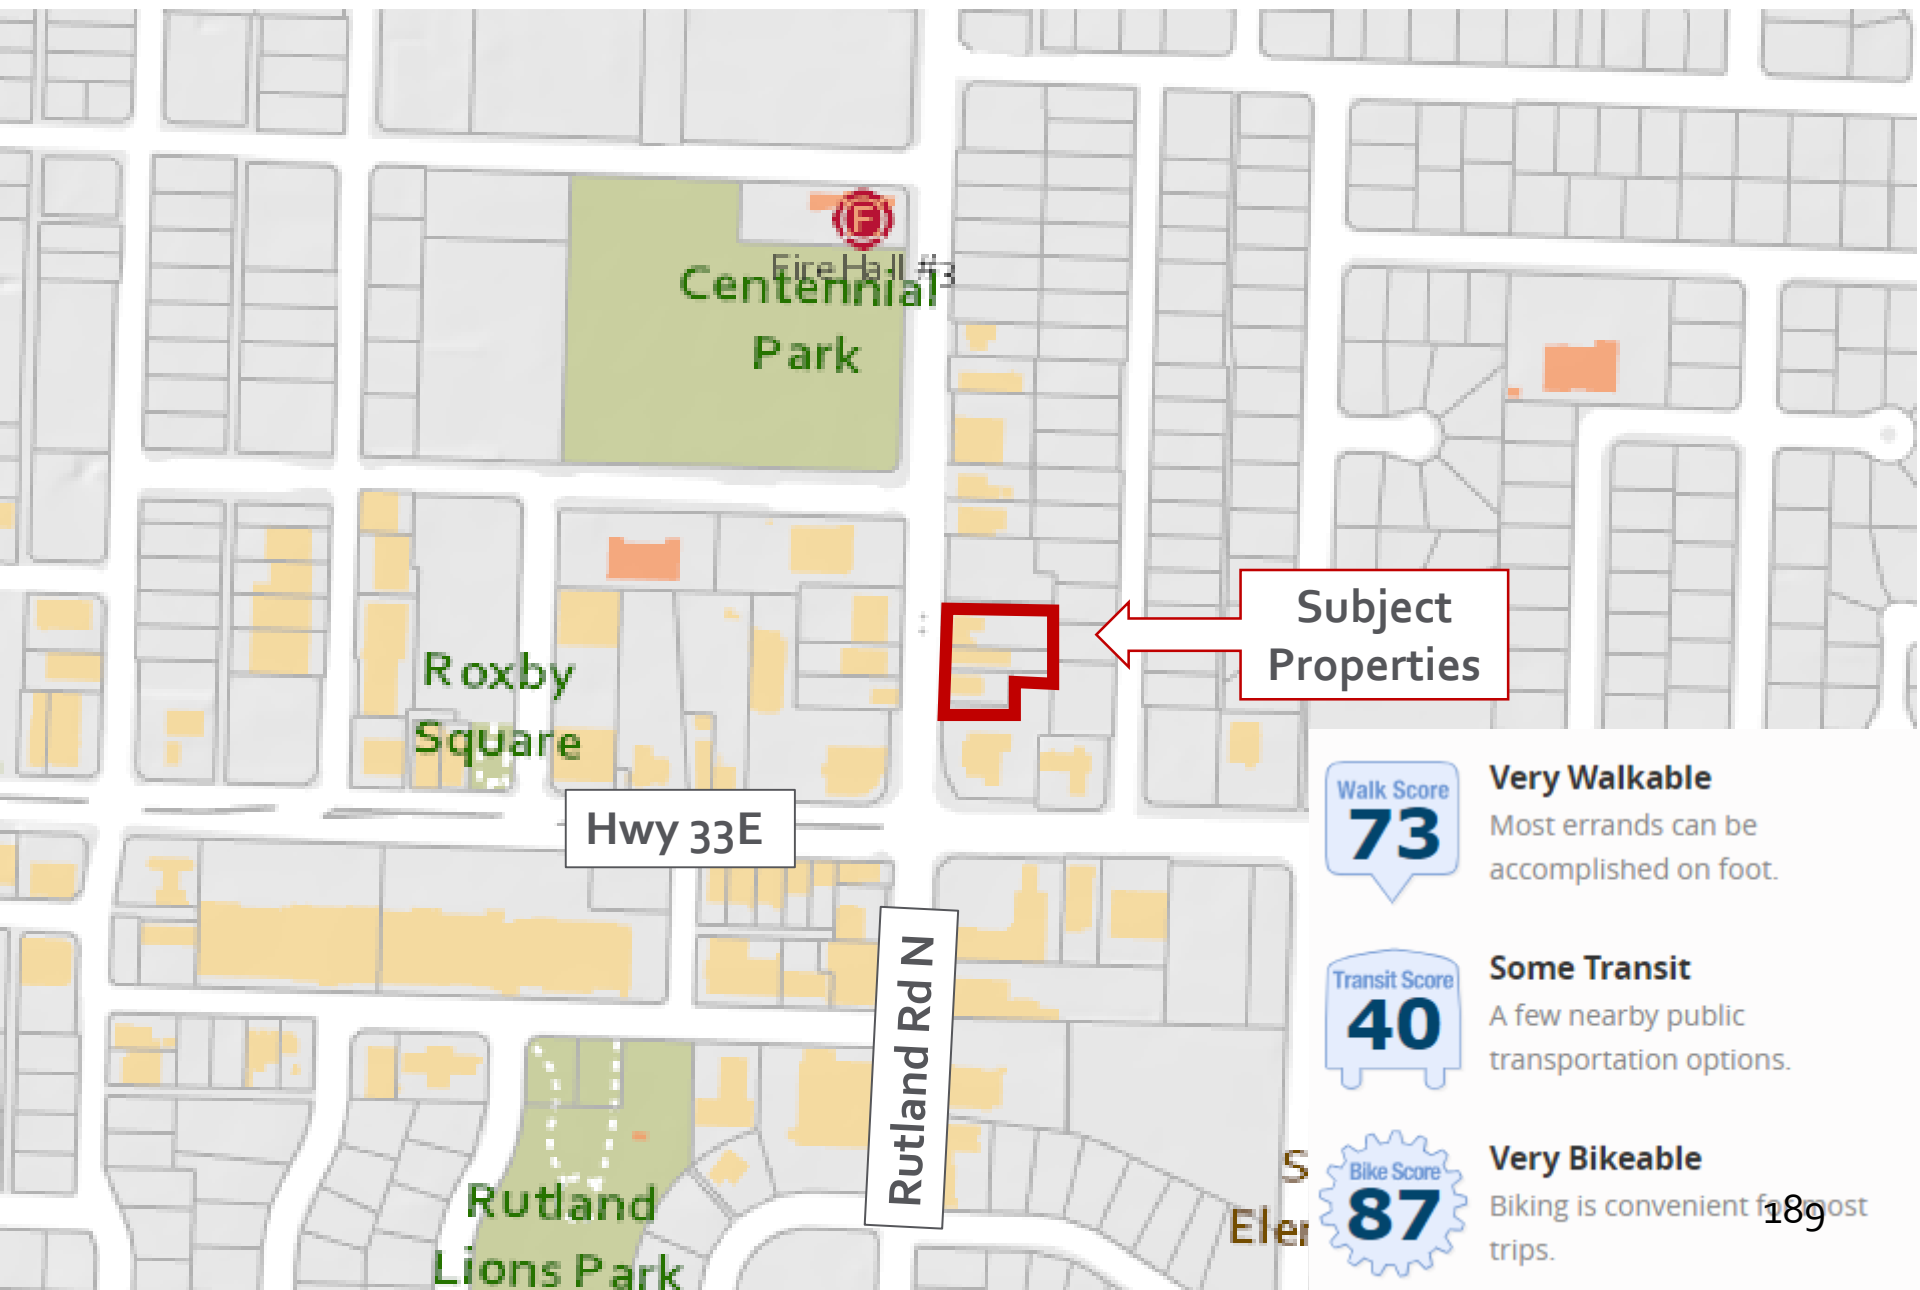 Fire Hall #3
Centennial
Park
Subject
Properties
Roxby
Square
Hwy 33E
Rutland Rd N
Walk Score
73
Very Walkable
Most errands can be
accomplished on foot.
Transit Score
40
Some Transit
A few nearby public
transportation options.
Bike Score
87
Very Bikeable
Biking is convenient for most
trips.
189
Rutland
Lions Park
S
Eler